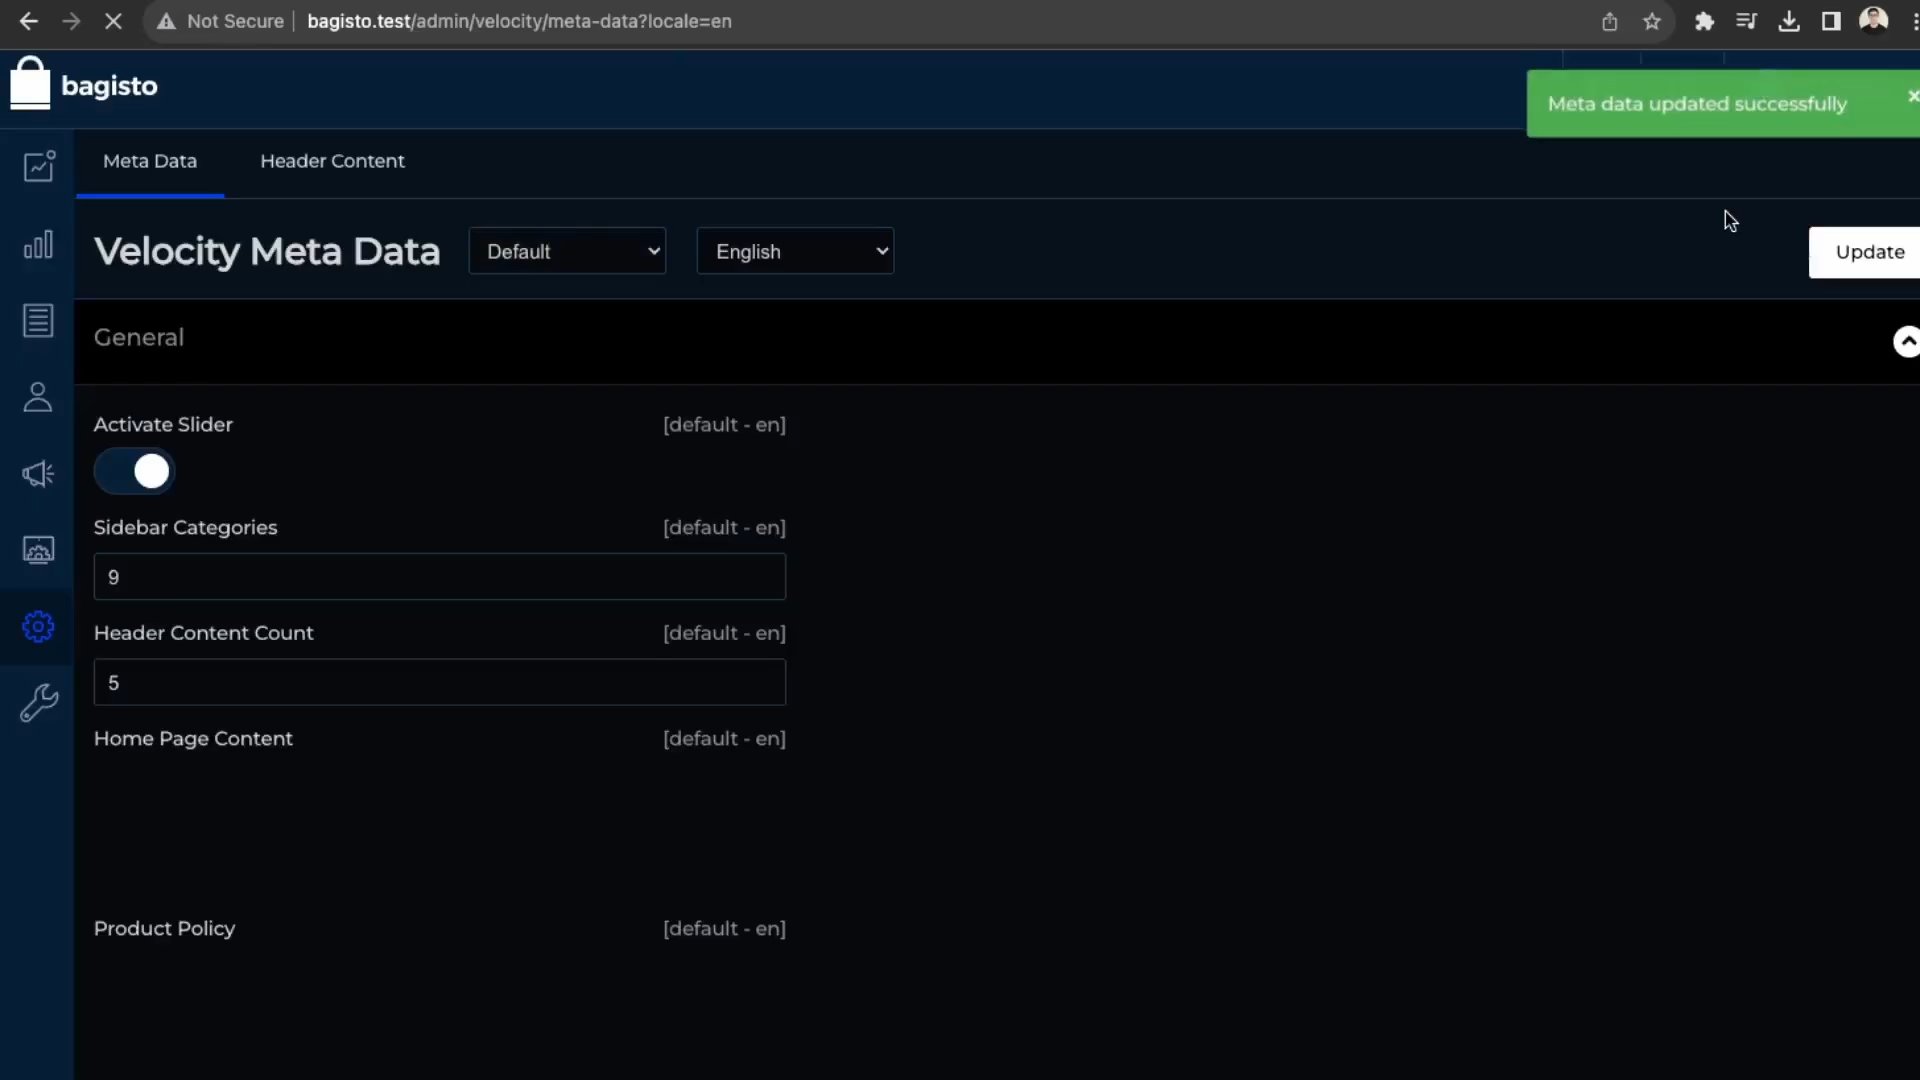 Not Secure
bagisto.test/admin/velocity/meta-data?locale=en
bagisto
Meta data updated successfully
Meta Data
Header Content
Velocity Meta Data
Default
English
Update
General
Activate Slider
[default - en]
Sidebar Categories
[default - en]
9
Header Content Count
[default - en]
5
Home Page Content
[default - en]
Product Policy
[default - en]